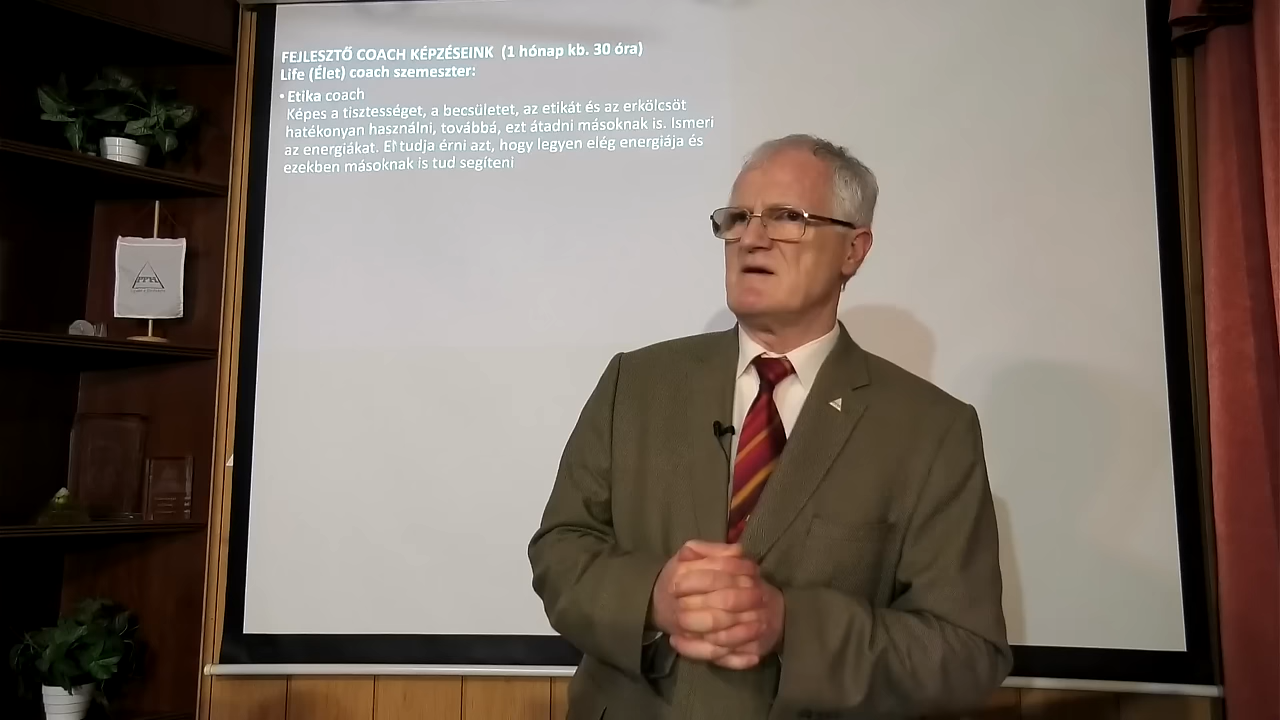 FEJLESZTŐ COACH KÉPZÉSEINK (1 hónap kb. 30 óra)
Life (Élet) coach szemeszter:
• Etika coach
Képes a tisztességet, a becsületet, az etikát és az erkölcsöt
hatékonyan használni, továbbá, ezt átadni másoknak is. Ismeri
az energiákat. El tudja érni azt, hogy legyen elég energiája és
ezekben másoknak is tud segíteni